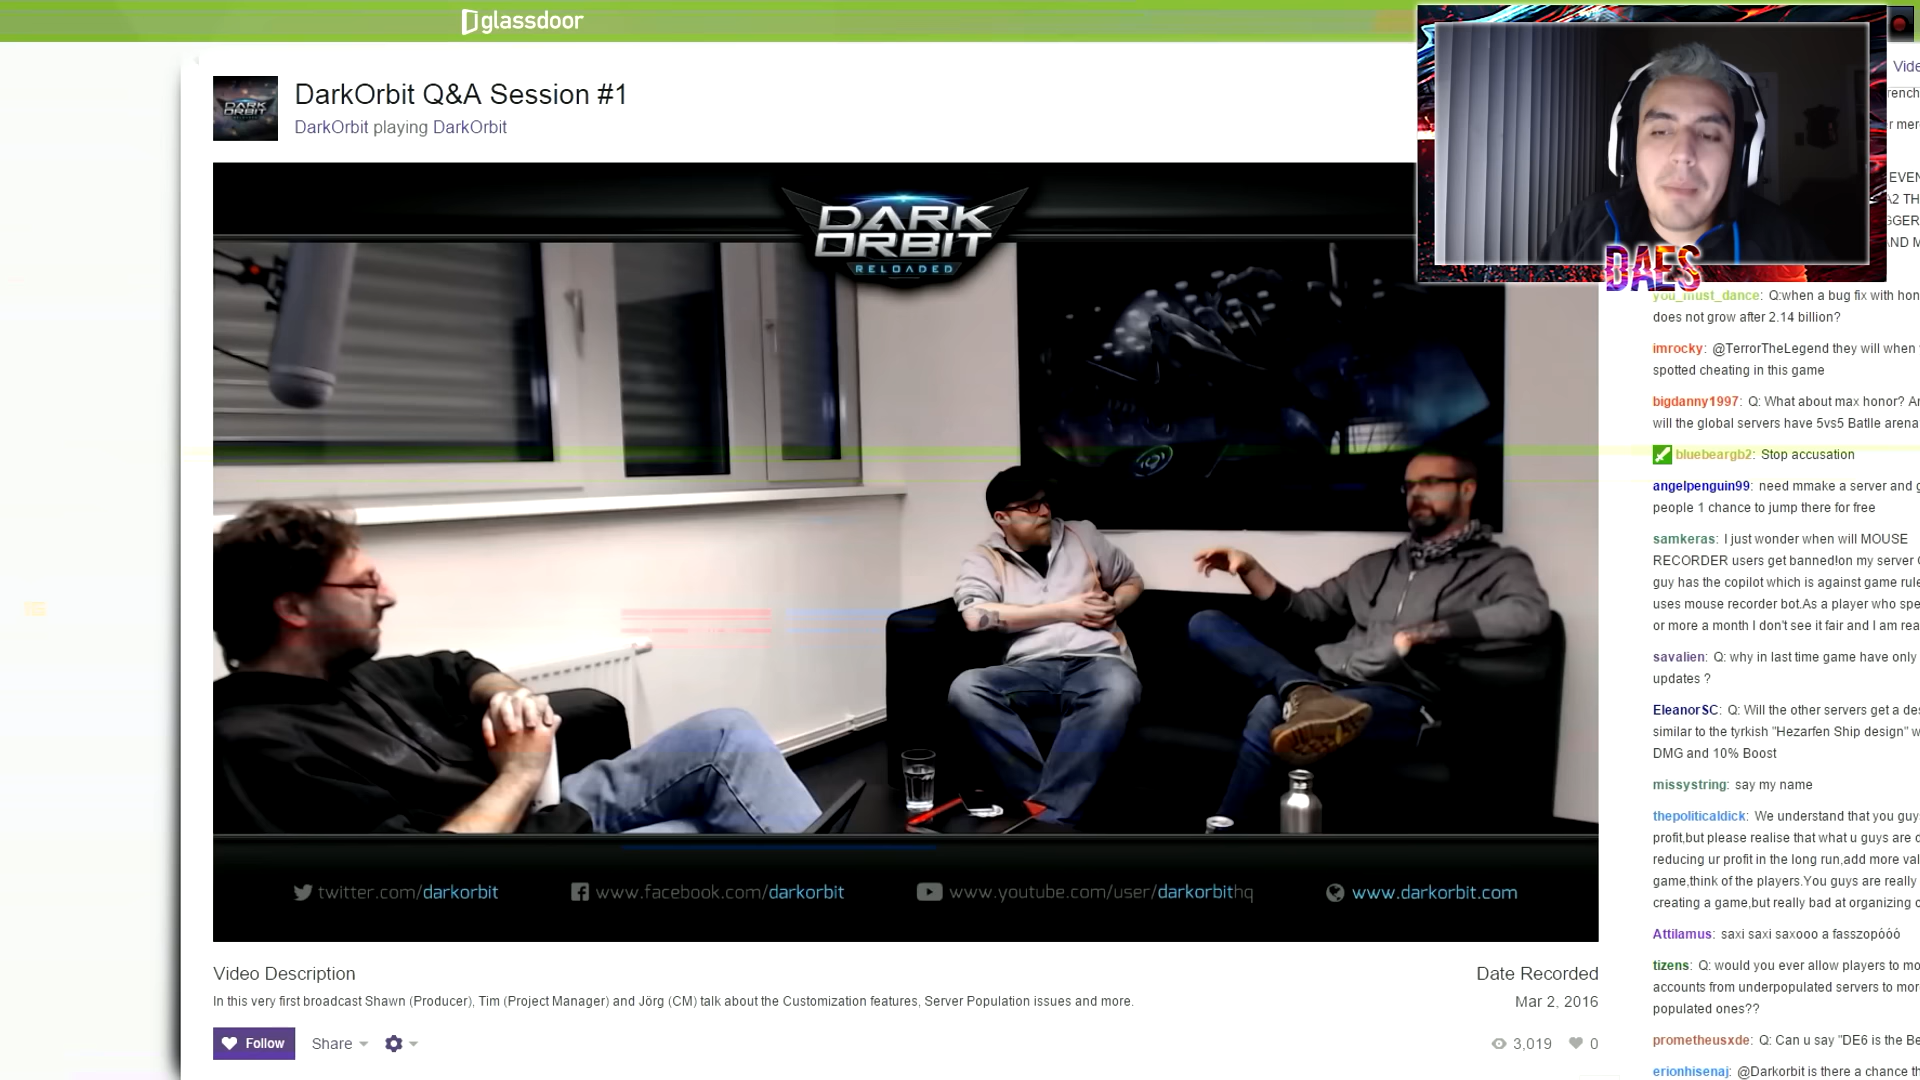 glassdoor
DarkOrbit Q&A Session #1
DarkOrbit playing DarkOrbit
DARK
ORBIT
DARK
ORBIT
RELOADED
DAES
twitter.com/darkorbit
www.facebook.com/darkorbit
www.youtube.com/user/darkorbithq
www.darkorbit.com
Video Description
Date Recorded
In this very first broadcast Shawn (Producer), Tim (Project Manager) and Jörg (CM) talk about the Customization features, Server Population issues and more.
Mar 2, 2016
Follow
Share
3,019
0
you_must_dance: Q:when a bug fix with hon
does not grow after 2.14 billion?
imrocky: @TerrorTheLegend they will when
spotted cheating in this game
bigdanny1997: Q: What about max honor? Ar
will the global servers have 5vs5 Batlle arena
bluebeargb2: Stop accusation
angelpenguin99: need mmake a server and g
people 1 chance to jump there for free
samkeras: I just wonder when will MOUSE
RECORDER users get banned!on my server
guy has the copilot which is against game rule
uses mouse recorder bot.As a player who spe
or more a month I don't see it fair and I am rea
savalien: Q: why in last time game have only
updates ?
EleanorSC: Q: Will the other servers get a des
similar to the tyrkish "Hezarfen Ship design" w
DMG and 10% Boost
missystring: say my name
thepoliticaldick: We understand that you guy
profit,but please realise that what u guys are d
reducing ur profit in the long run,add more val
game,think of the players.You guys are really
creating a game,but really bad at organizing c
Attilamus: saxi saxi saxooo a fasszopóóó
tizens: Q: would you ever allow players to mo
accounts from underpopulated servers to mor
populated ones??
prometheusxde: Q: Can u say "DE6 is the Be
erionhisenaj: @Darkorbit is there a chance th